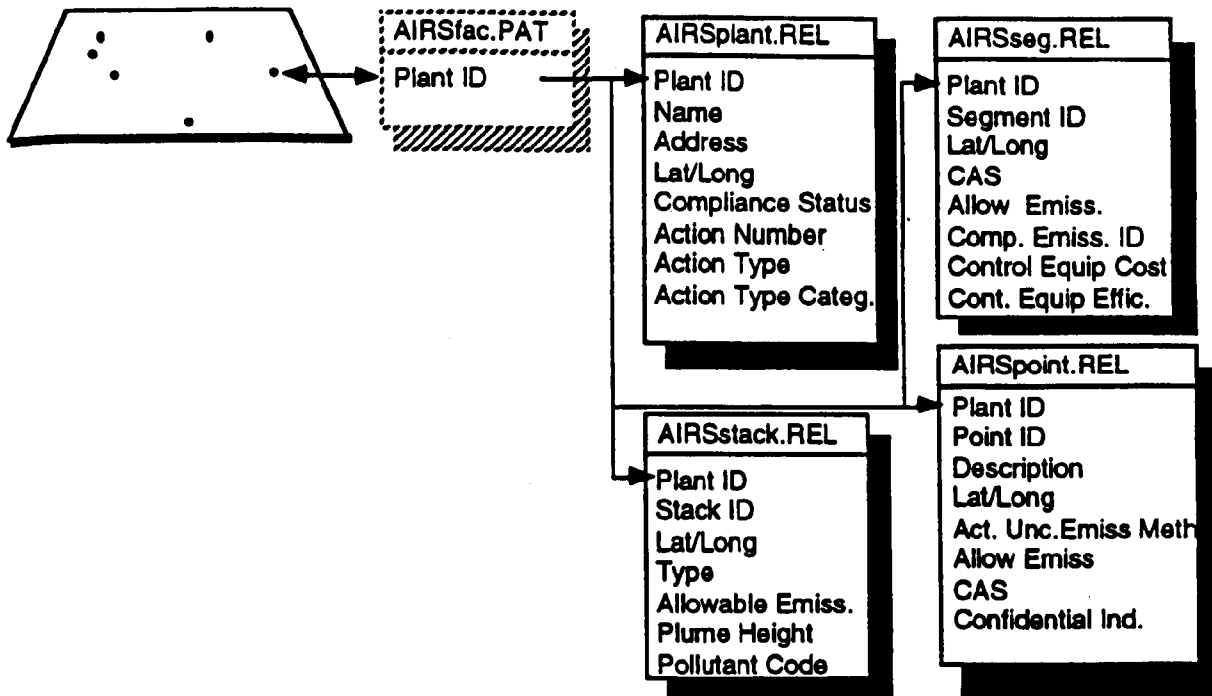 AIRSfac.PAT
Plant ID
AIRSplant.REL
Plant ID
Name
Address
Lat/Long
Compliance Status
Action Number
Action Type
Action Type Categ.
AIRSseg.REL
Plant ID
Segment ID
Lat/Long
CAS
Allow Emiss.
Comp. Emiss. ID
Control Equip Cost
Cont. Equip Effic.
AIRSstack.REL
Plant ID
Stack ID
Lat/Long
Type
Allowable Emiss.
Plume Height
Pollutant Code
AIRSpoint.REL
Plant ID
Point ID
Description
Lat/Long
Act. Unc.Emiss Meth
Allow Emiss
CAS
Confidential Ind.